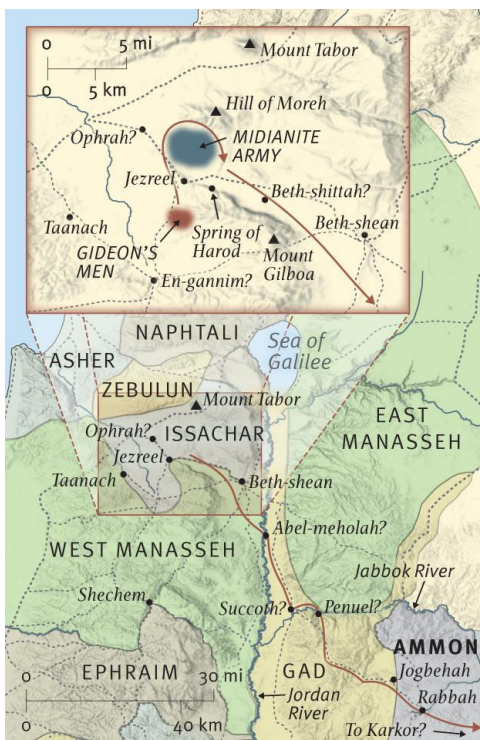 0
5 mi
0
5 km
Mount Tabor
Hill of Moreh
Ophrah?
MIDIANITE
ARMY
Jezreel
Beth-shittah?
Taanach
Spring of
Harod
Beth-shean
GIDEON'S
MEN
Mount
Gilboa
En-gannim?
NAPHTALI
Sea of
Galilee
ASHER
ZEBULUN
Mount Tabor
EAST
MANASSEH
Ophrah?
ISSACHAR
Jezreel
Taanach
Beth-shean
Abel-meholah?
WEST MANASSEH
Jabbok River
Shechem
Succoth?
Penuel?
AMMON
EPHRAIM
GAD
Jogbehah
0
30 mi
Jordan
River
Rabbah
0
40 km
To Karkor?